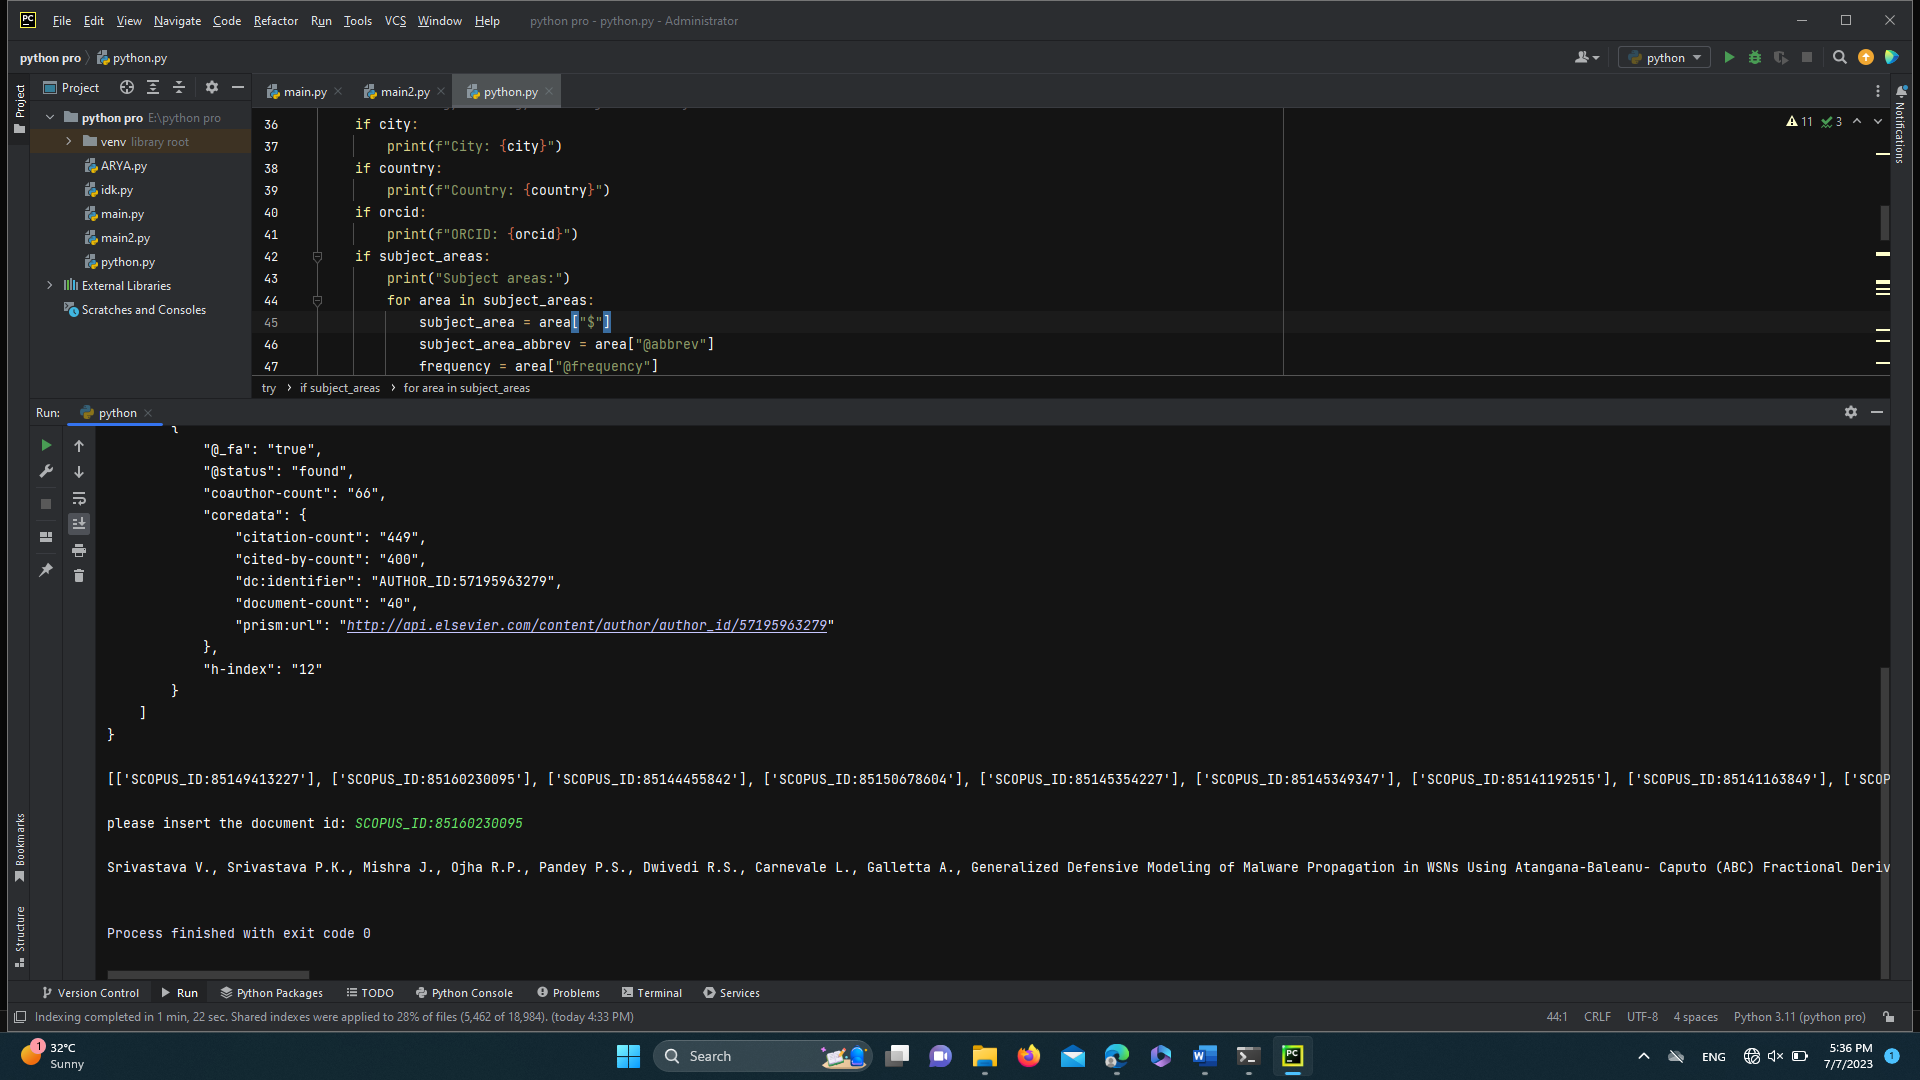 PC File Edit View Navigate Code Refactor Run Tools VCS Window Help python pro - python.py - Administrator
python pro python.py python
Project
Project main.py main2.py python.py
Notifications
python pro E:\python pro
venv library root
ARYA.py
idk.py
main.py
main2.py
python.py
External Libraries
Scratches and Consoles
11 3
36 if city:
37 print(f"City: {city}")
38 if country:
39 print(f"Country: {country}")
40 if orcid:
41 print(f"ORCID: {orcid}")
42 if subject_areas:
43 print("Subject areas:")
44 for area in subject_areas:
45 subject_area = area["$"]
46 subject_area_abbrev = area["@abbrev"]
47 frequency = area["@frequency"]
try › if subject_areas › for area in subject_areas
Run: python
{
"@_fa": "true",
"@status": "found",
"coauthor-count": "66",
"coredata": {
"citation-count": "449",
"cited-by-count": "400",
"dc:identifier": "AUTHOR_ID:57195963279",
"document-count": "40",
"prism:url": "http://api.elsevier.com/content/author/author_id/57195963279"
},
"h-index": "12"
}
]
}
[['SCOPUS_ID:85149413227'], ['SCOPUS_ID:85160230095'], ['SCOPUS_ID:85144455842'], ['SCOPUS_ID:85150678604'], ['SCOPUS_ID:85145354227'], ['SCOPUS_ID:85145349347'], ['SCOPUS_ID:85141192515'], ['SCOPUS_ID:85141163849'], ['SCOP
please insert the document id: SCOPUS_ID:85160230095
Srivastava V., Srivastava P.K., Mishra J., Ojha R.P., Pandey P.S., Dwivedi R.S., Carnevale L., Galletta A., Generalized Defensive Modeling of Malware Propagation in WSNs Using Atangana-Baleanu- Caputo (ABC) Fractional Deriv
Process finished with exit code 0
Bookmarks
Structure
Version Control Run Python Packages TODO Python Console Problems Terminal Services
Indexing completed in 1 min, 22 sec. Shared indexes were applied to 28% of files (5,462 of 18,984). (today 4:33 PM) 44:1 CRLF UTF-8 4 spaces Python 3.11 (python pro)
1 32°C
Sunny
Search
PC
ENG
5:36 PM
7/7/2023
1